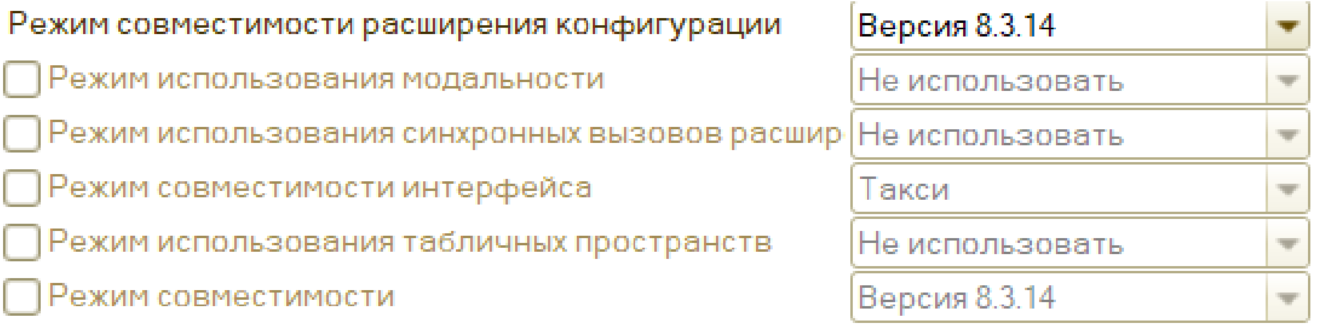 Режим совместимости расширения конфигурации Версия 8.3.14
Режим использования модальности Не использовать
Режим использования синхронных вызовов расшир Не использовать
Режим совместимости интерфейса Такси
Режим использования табличных пространств Не использовать
Режим совместимости Версия 8.3.14